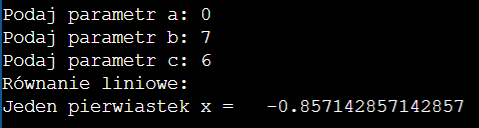 Podaj parametr a: 0
Podaj parametr b: 7
Podaj parametr c: 6
Równanie liniowe:
Jeden pierwiastek x =   -0.857142857142857